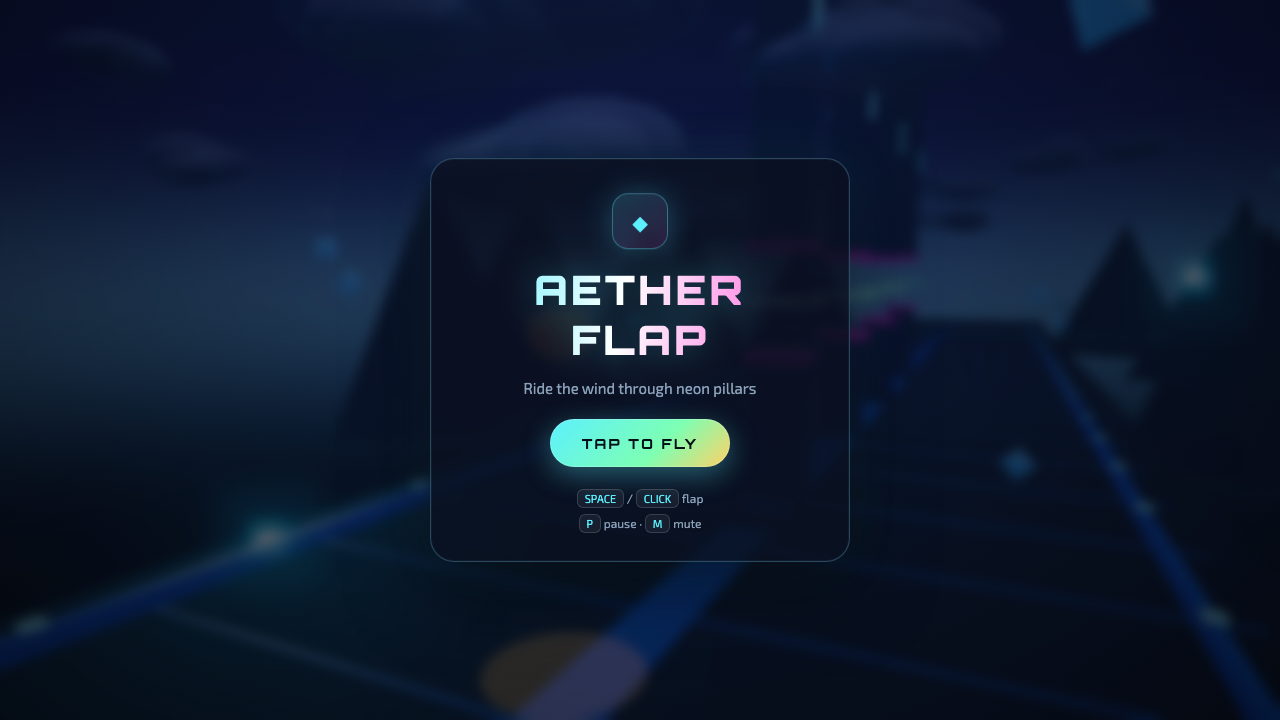 AETHER
FLAP
Ride the wind through neon pillars
TAP TO FLY
SPACE / CLICK flap
P pause · M mute